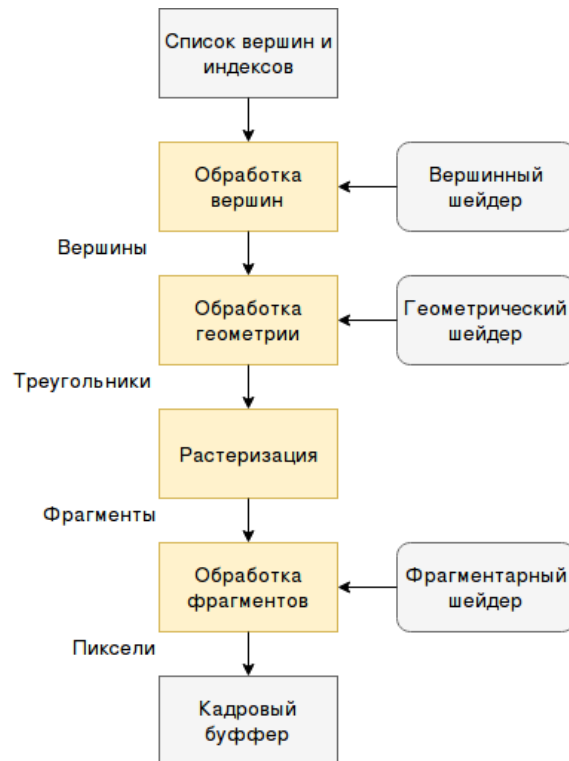 Список вершин и
индексов
Обработка
вершин
Вершинный
шейдер
Вершины
Обработка
геометрии
Геометрический
шейдер
Треугольники
Растеризация
Фрагменты
Обработка
фрагментов
Фрагментарный
шейдер
Пиксели
Кадровый
буффер